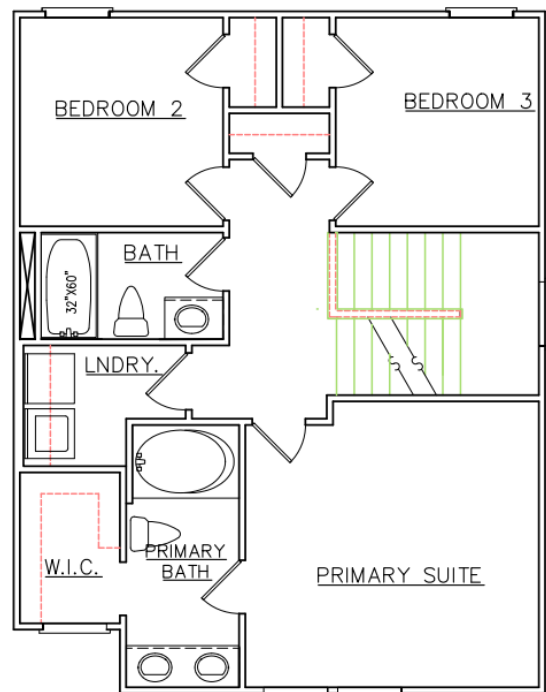 BEDROOM 2
BEDROOM 3
BATH
32"X60"
LNDRY.
PRIMARY
BATH
W.I.C.
PRIMARY SUITE